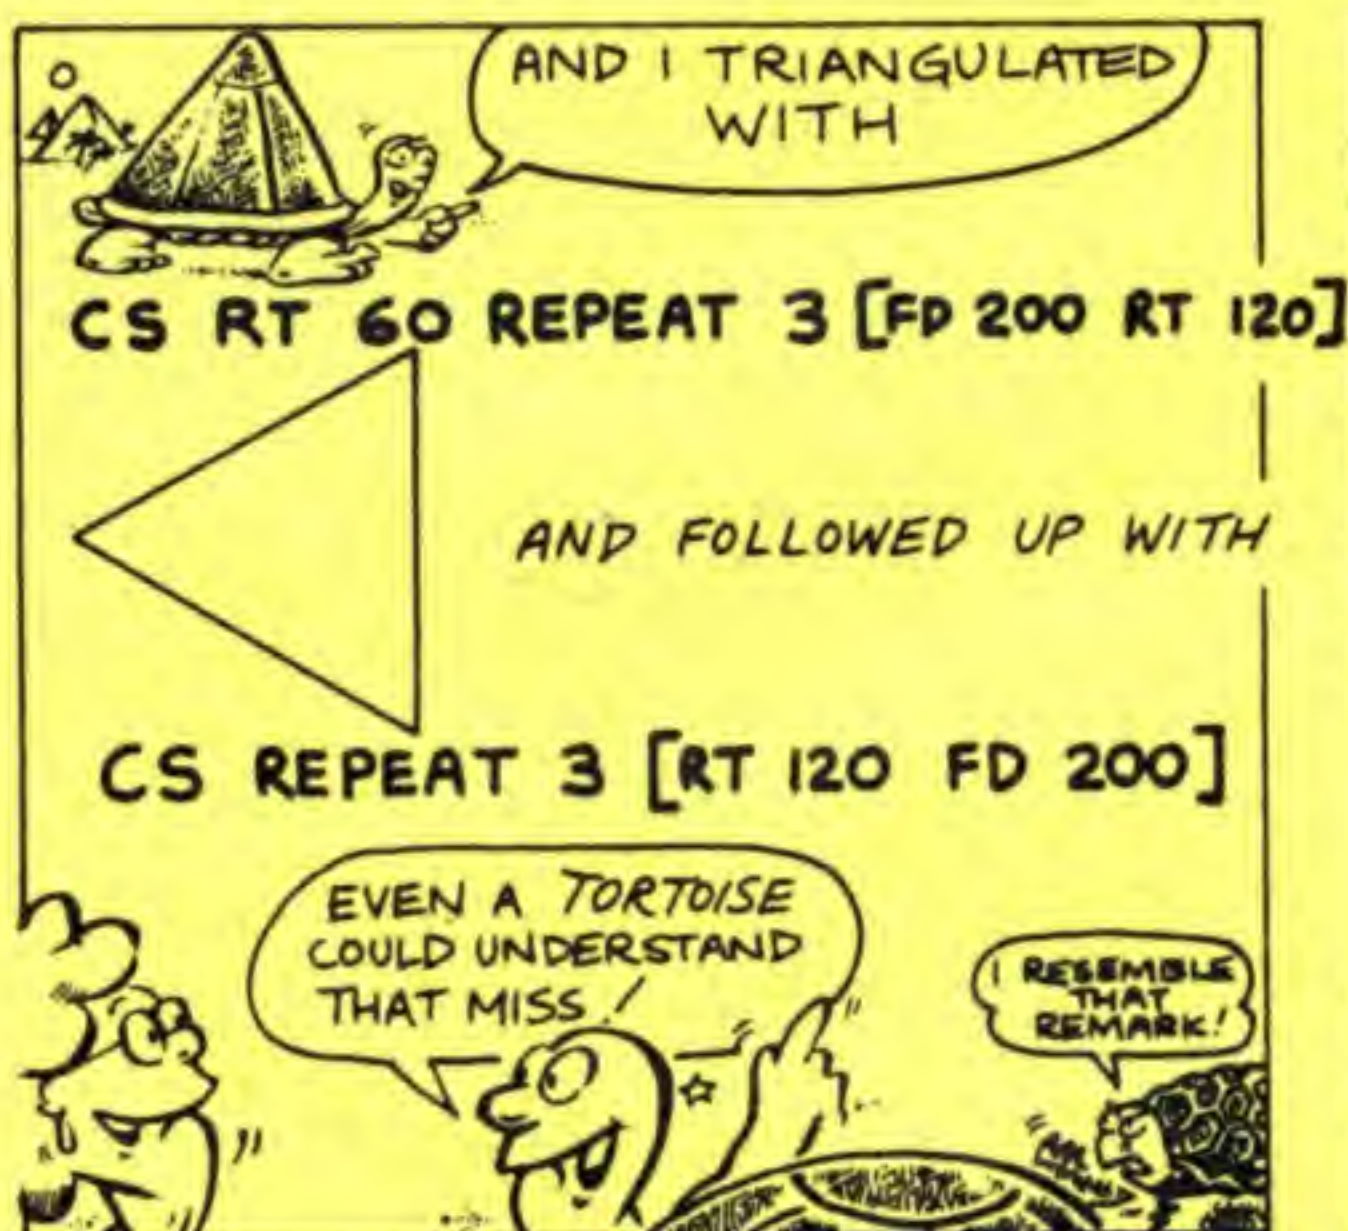 AND I TRIANGULATED
WITH
CS RT 60 REPEAT 3 [FD 200 RT 120]
AND FOLLOWED UP WITH
CS REPEAT 3 [RT 120 FD 200]
EVEN A TORTOISE
COULD UNDERSTAND
THAT MISS!
I RESEMBLE
THAT
REMARK!